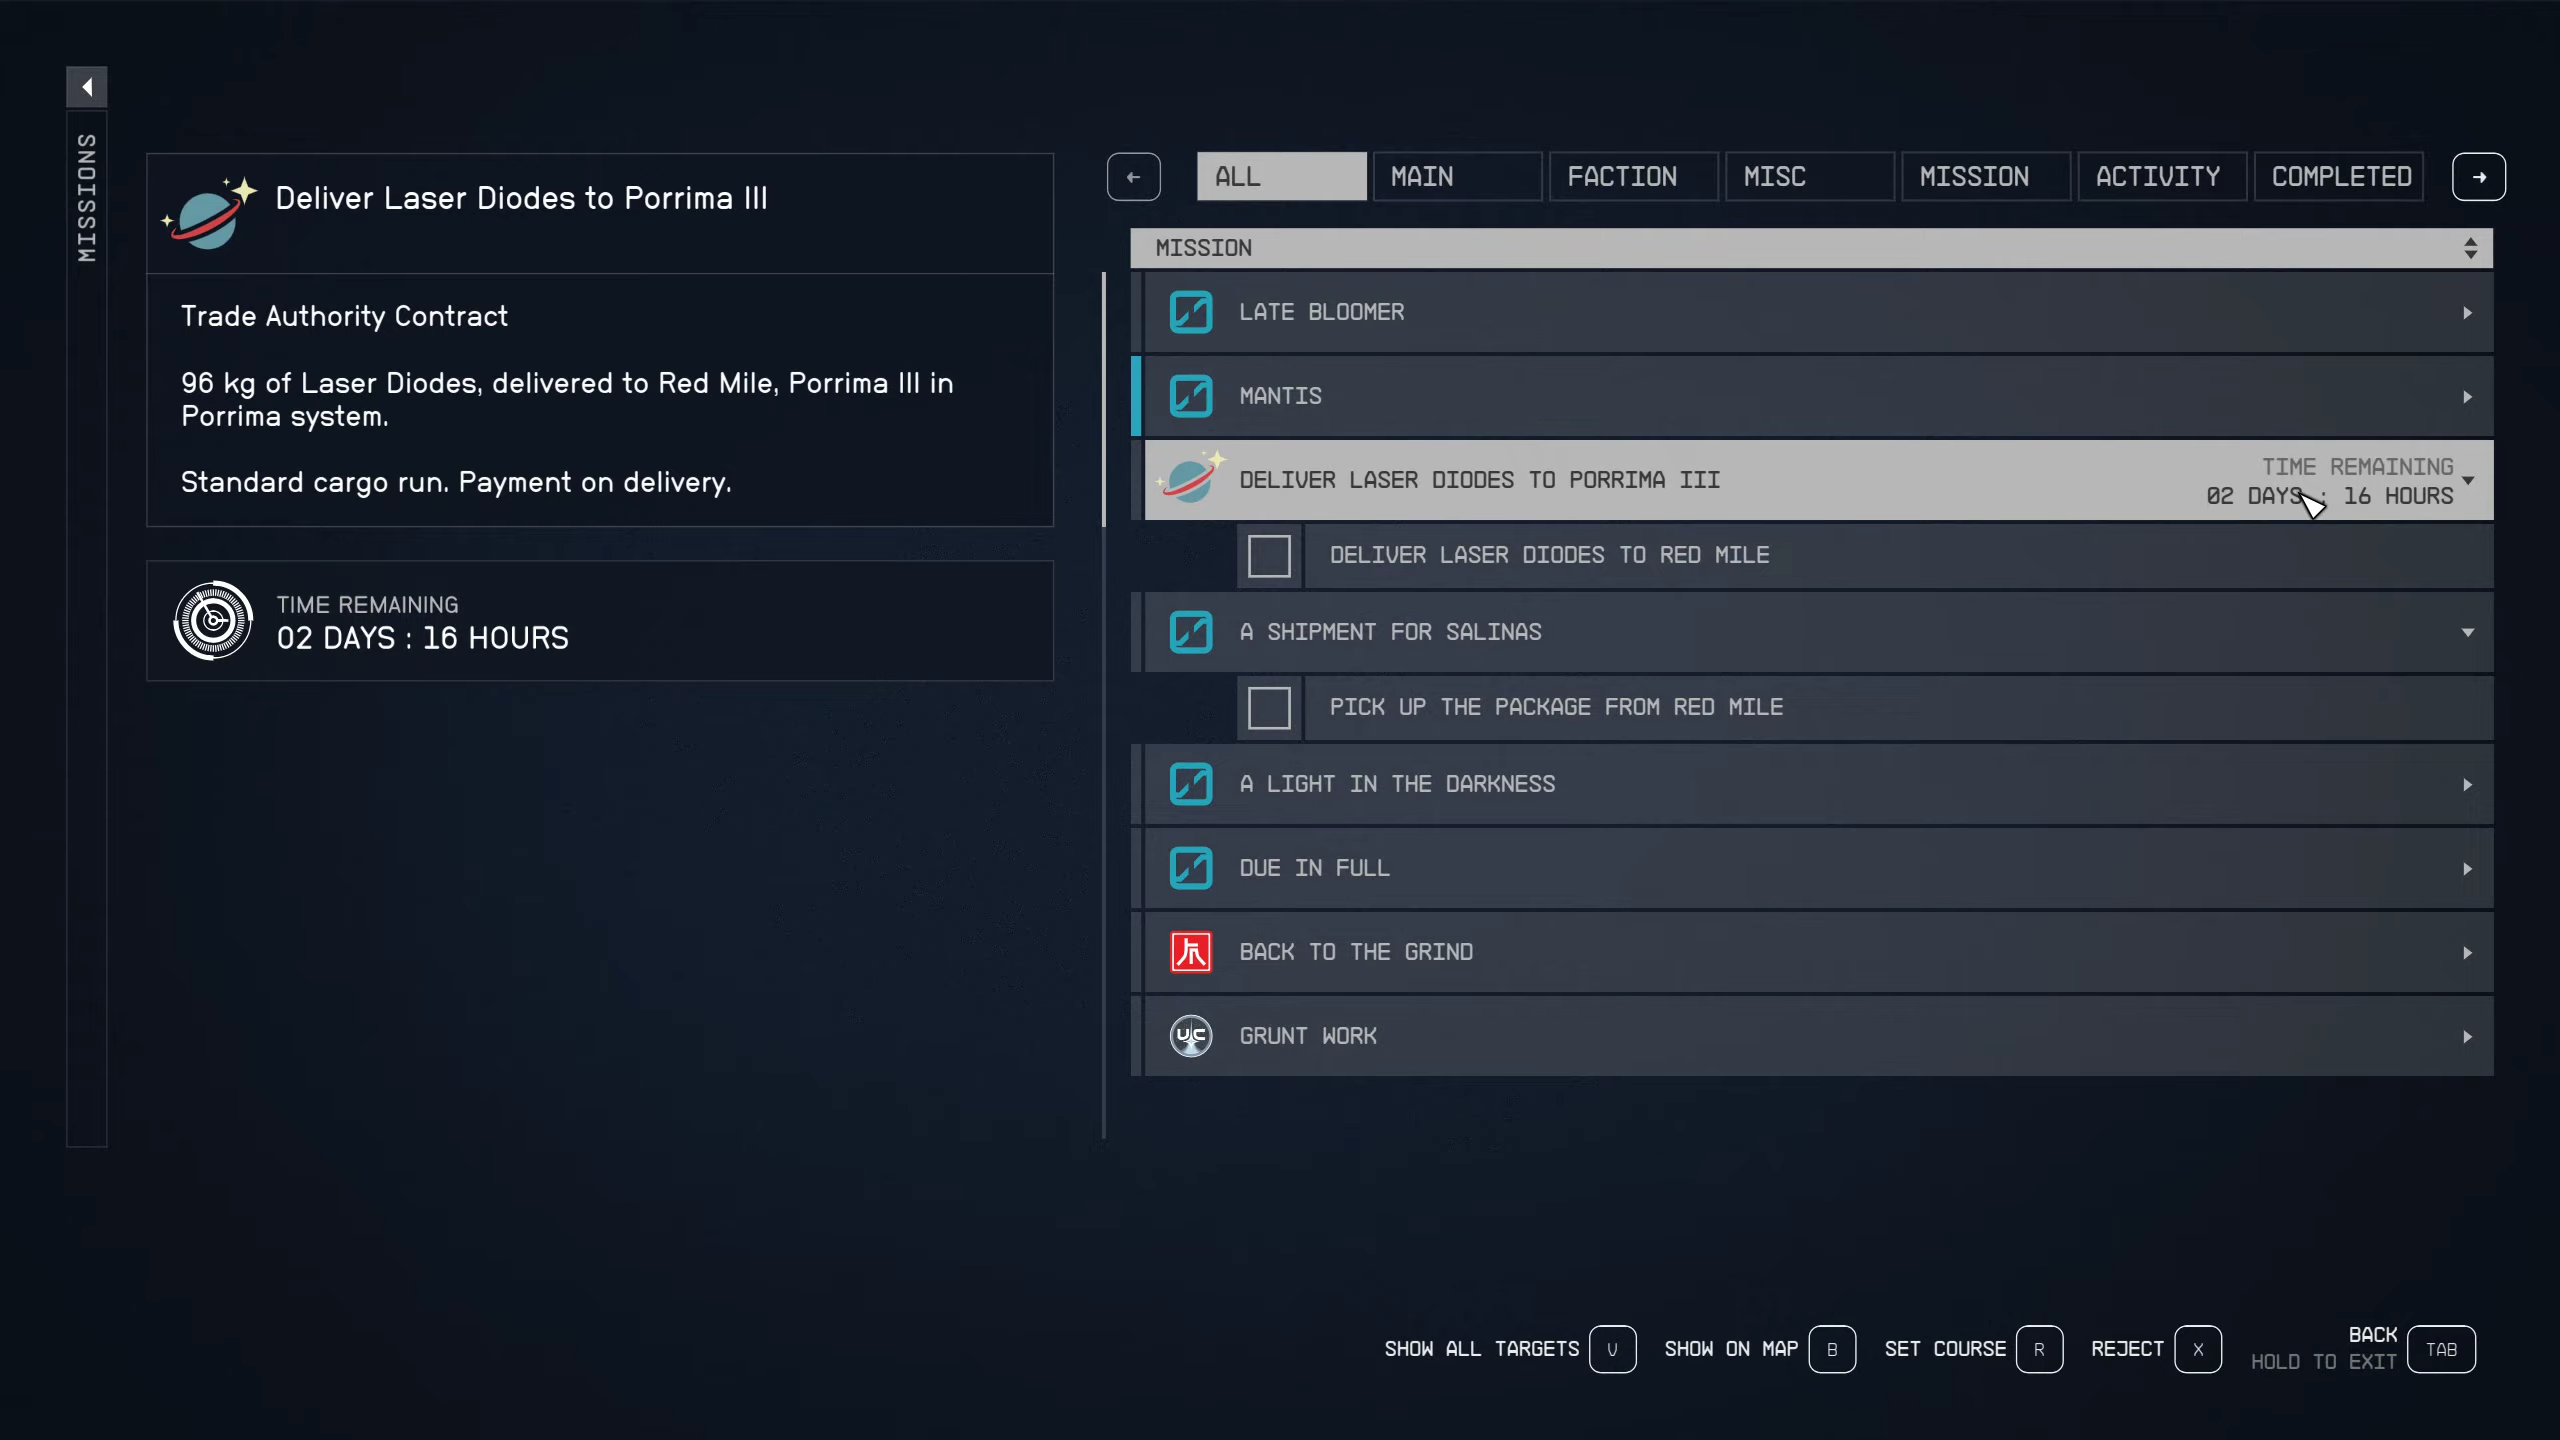 MISSIONS
Deliver Laser Diodes to Porrima III
Trade Authority Contract
96 kg of Laser Diodes, delivered to Red Mile, Porrima III in
Porrima system.
Standard cargo run. Payment on delivery.
TIME REMAINING
02 DAYS : 16 HOURS
ALL MAIN FACTION MISC MISSION ACTIVITY COMPLETED
MISSION
LATE BLOOMER
MANTIS
DELIVER LASER DIODES TO PORRIMA III
TIME REMAINING
02 DAYS : 16 HOURS
DELIVER LASER DIODES TO RED MILE
A SHIPMENT FOR SALINAS
PICK UP THE PACKAGE FROM RED MILE
A LIGHT IN THE DARKNESS
DUE IN FULL
BACK TO THE GRIND
UC
GRUNT WORK
SHOW ALL TARGETS V SHOW ON MAP B SET COURSE R REJECT X BACK TAB
HOLD TO EXIT